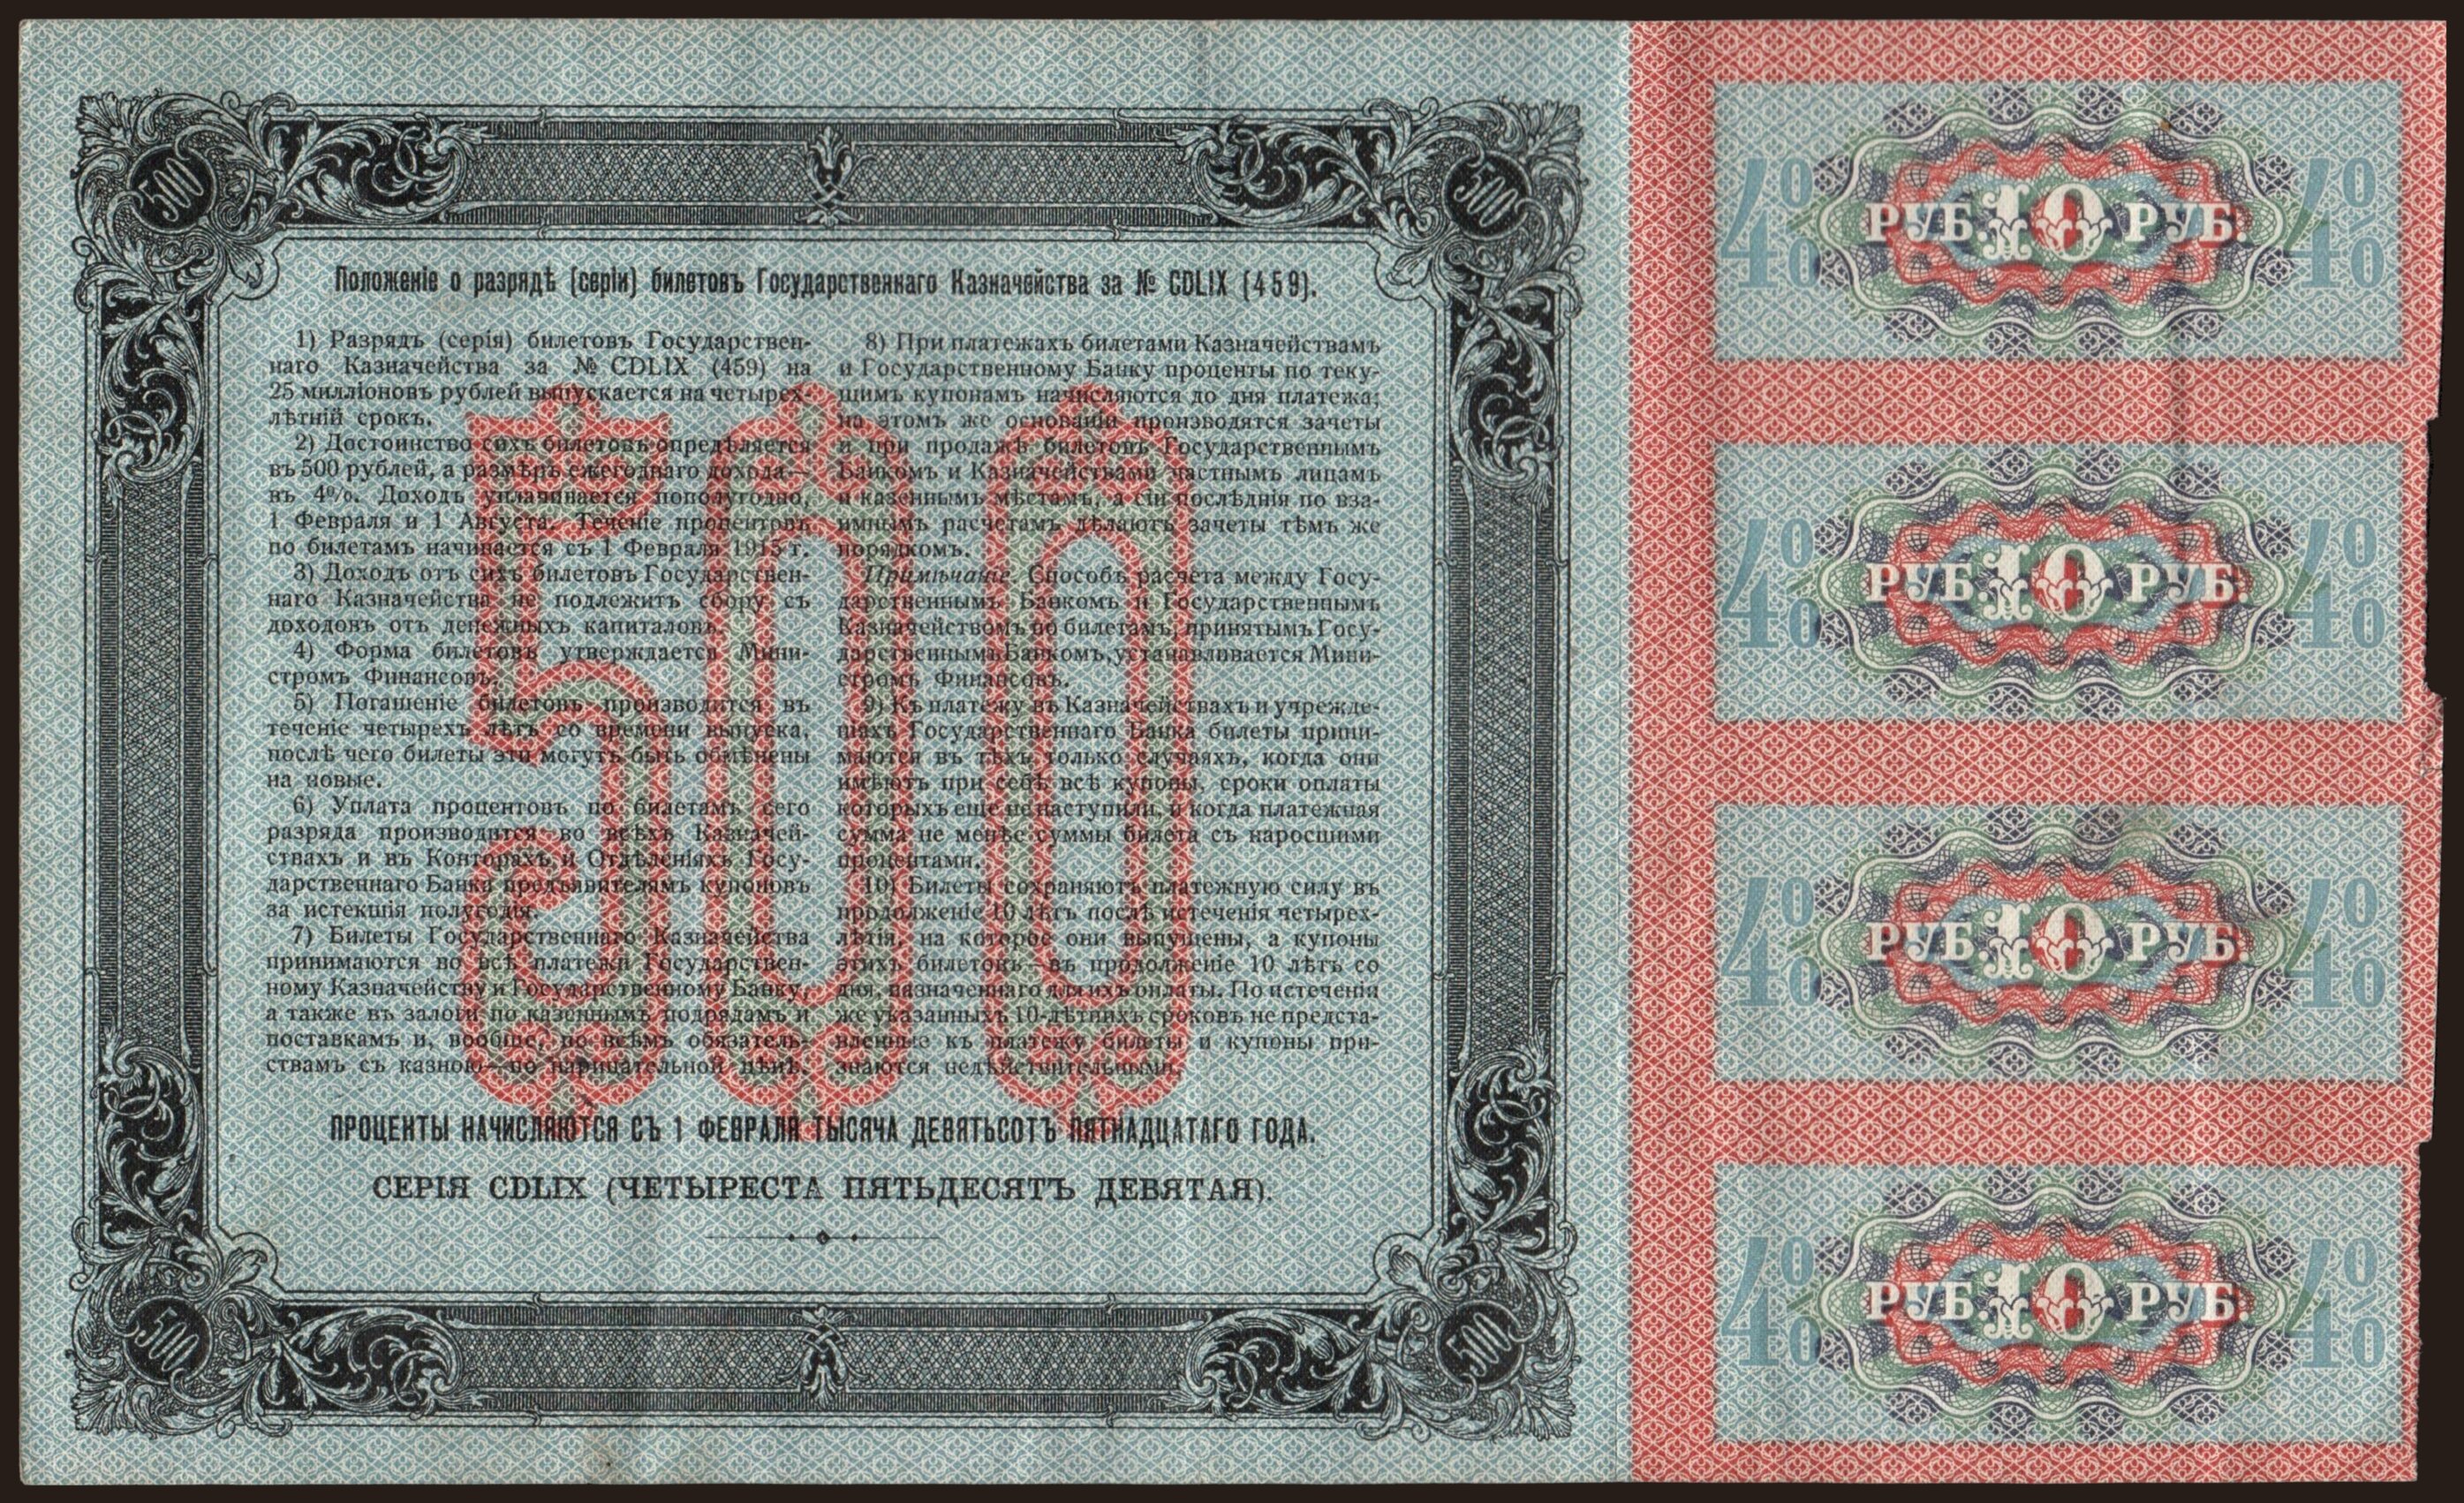 Положеніе о разрядѣ (серіи) билетовъ Государственнаго Казначейства за № CDLIX (459).
1) Разрядъ (серія) билетовъ Государствен-
наго Казначейства за № CDLIX (459) на
25 милліоновъ рублей выпускается на четырех-
лѣтній срокъ.
2) Достоинство сихъ билетовъ опредѣляется
въ 500 рублей, а размѣръ ежегоднаго дохода—
въ 4%. Доходъ уплачивается пополугодно,
1 Февраля и 1 Августа. Теченіе процентовъ
по билетамъ начинается съ 1 Февраля 1915 г.
3) Доходъ отъ сихъ билетовъ Государствен-
наго Казначейства не подлежитъ сбору съ
доходовъ отъ денежныхъ капиталовъ.
4) Форма билетовъ утверждается Мини-
стромъ Финансовъ.
5) Погашеніе билетовъ производится въ
теченіе четырехъ лѣтъ со времени выпуска,
послѣ чего билеты эти могутъ быть обмѣнены
на новые.
6) Уплата процентовъ по билетамъ сего
разряда производится во всѣхъ Казначей-
ствахъ и въ Конторахъ и Отдѣленіяхъ Госу-
дарственнаго Банка предъявителямъ купоновъ
за истекшія полугодія.
7) Билеты Государственнаго Казначейства
принимаются во всѣ платежи Государствен-
ному Казначейству и Государственному Банку,
а также въ залоги по казеннымъ подрядамъ и
поставкамъ и, вообще, по всѣмъ обязатель-
ствамъ съ казною—по нарицательной цѣнѣ.
8) При платежахъ билетами Казначействамъ
и Государственному Банку проценты по теку-
щимъ купонамъ начисляются до дня платежа;
на этомъ же основаніи производятся зачеты
и при продажѣ билетовъ Государственнымъ
Банкомъ и Казначействами частнымъ лицамъ
и казеннымъ мѣстамъ, а сіи послѣднія по вза-
имнымъ расчетамъ дѣлаютъ зачеты тѣмъ же
порядкомъ.
Примѣчаніе. Способъ расчета между Госу-
дарственнымъ Банкомъ и Государственнымъ
Казначействомъ по билетамъ, принятымъ Госу-
дарственнымъ Банкомъ, устанавливается Мини-
стромъ Финансовъ.
9) Къ платежу въ Казначействахъ и учрежде-
ніяхъ Государственнаго Банка билеты прини-
маются въ тѣхъ только случаяхъ, когда они
имѣютъ при себѣ всѣ купоны, сроки оплаты
которыхъ еще не наступили, и когда платежная
сумма не менѣе суммы билета съ наросшими
процентами.
10) Билеты сохраняютъ платежную силу въ
продолженіе 10 лѣтъ послѣ истеченія четырех-
лѣтія, на которое они выпущены, а купоны
этихъ билетовъ—въ продолженіе 10 лѣтъ со
дня, назначеннаго для ихъ оплаты. По истеченіи
же указанныхъ 10-лѣтнихъ сроковъ не предста-
вленные къ платежу билеты и купоны при-
знаются недѣйствительными.
ПРОЦЕНТЫ НАЧИСЛЯЮТСЯ СЪ 1 ФЕВРАЛЯ ТЫСЯЧА ДЕВЯТЬСОТЪ ПЯТНАДЦАТАГО ГОДА.
СЕРІЯ CDLIX (ЧЕТЫРЕСТА ПЯТЬДЕСЯТЪ ДЕВЯТАЯ).
500
500
500
500
500
4% РУБ. 10 РУБ. 4%
4% РУБ. 10 РУБ. 4%
4% РУБ. 10 РУБ. 4%
4% РУБ. 10 РУБ. 4%